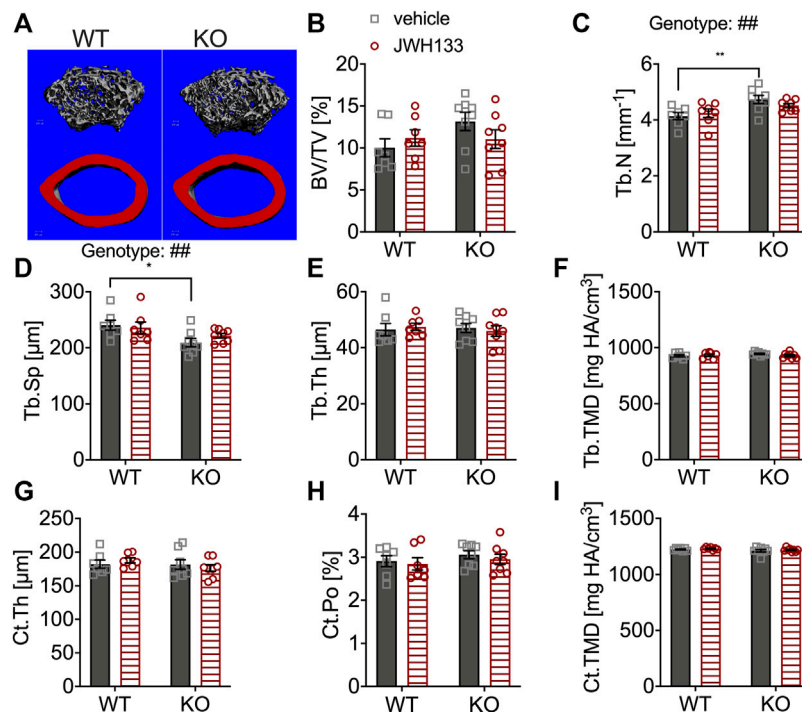 A WT KO
B □ vehicle
○ JWH133
BV/TV [%]
20
15
10
5
0
WT KO
C Genotype: ##
**
Tb.N [mm-1]
6
4
2
0
WT KO
D Genotype: ##
*
Tb.Sp [µm]
300
200
100
0
WT KO
E
Tb.Th [µm]
60
40
20
0
WT KO
F
Tb.TMD [mg HA/cm3]
1500
1000
500
0
WT KO
G
Ct.Th [µm]
250
200
150
100
50
0
WT KO
H
Ct.Po [%]
4
3
2
1
0
WT KO
I
Ct.TMD [mg HA/cm3]
1500
1000
500
0
WT KO